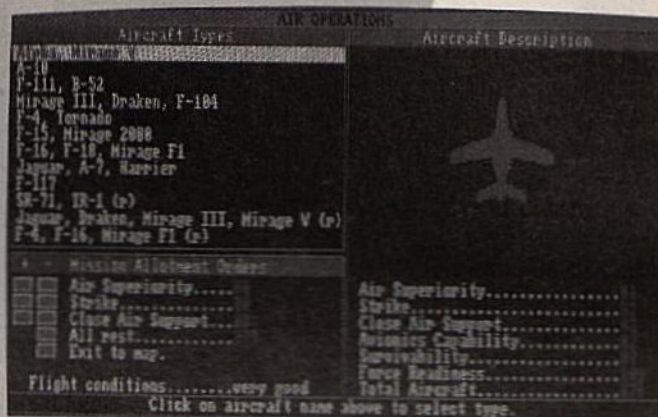 AIR OPERATIONS
Aircraft Types
Mirage V
A-10
F-111, B-52
Mirage III, Draken, F-104
F-4, Tornado
F-15, Mirage 2000
F-16, F-18, Mirage F1
Jaguar, A-7, Harrier
F-117
SR-71, TR-1 (r)
Jaguar, Draken, Mirage III, Mirage V (r)
F-4, F-16, Mirage F1 (r)
+ - Mission Allotment Orders
Air Superiority......
Strike......
Close Air Support......
All rest......
Exit to map.
Flight conditions........very good
Aircraft Description
Air Superiority................
Strike................
Close Air Support................
Avionics Capability................
Survivability................
Force Readiness................
Total Aircraft................
Click on aircraft name above to select type.